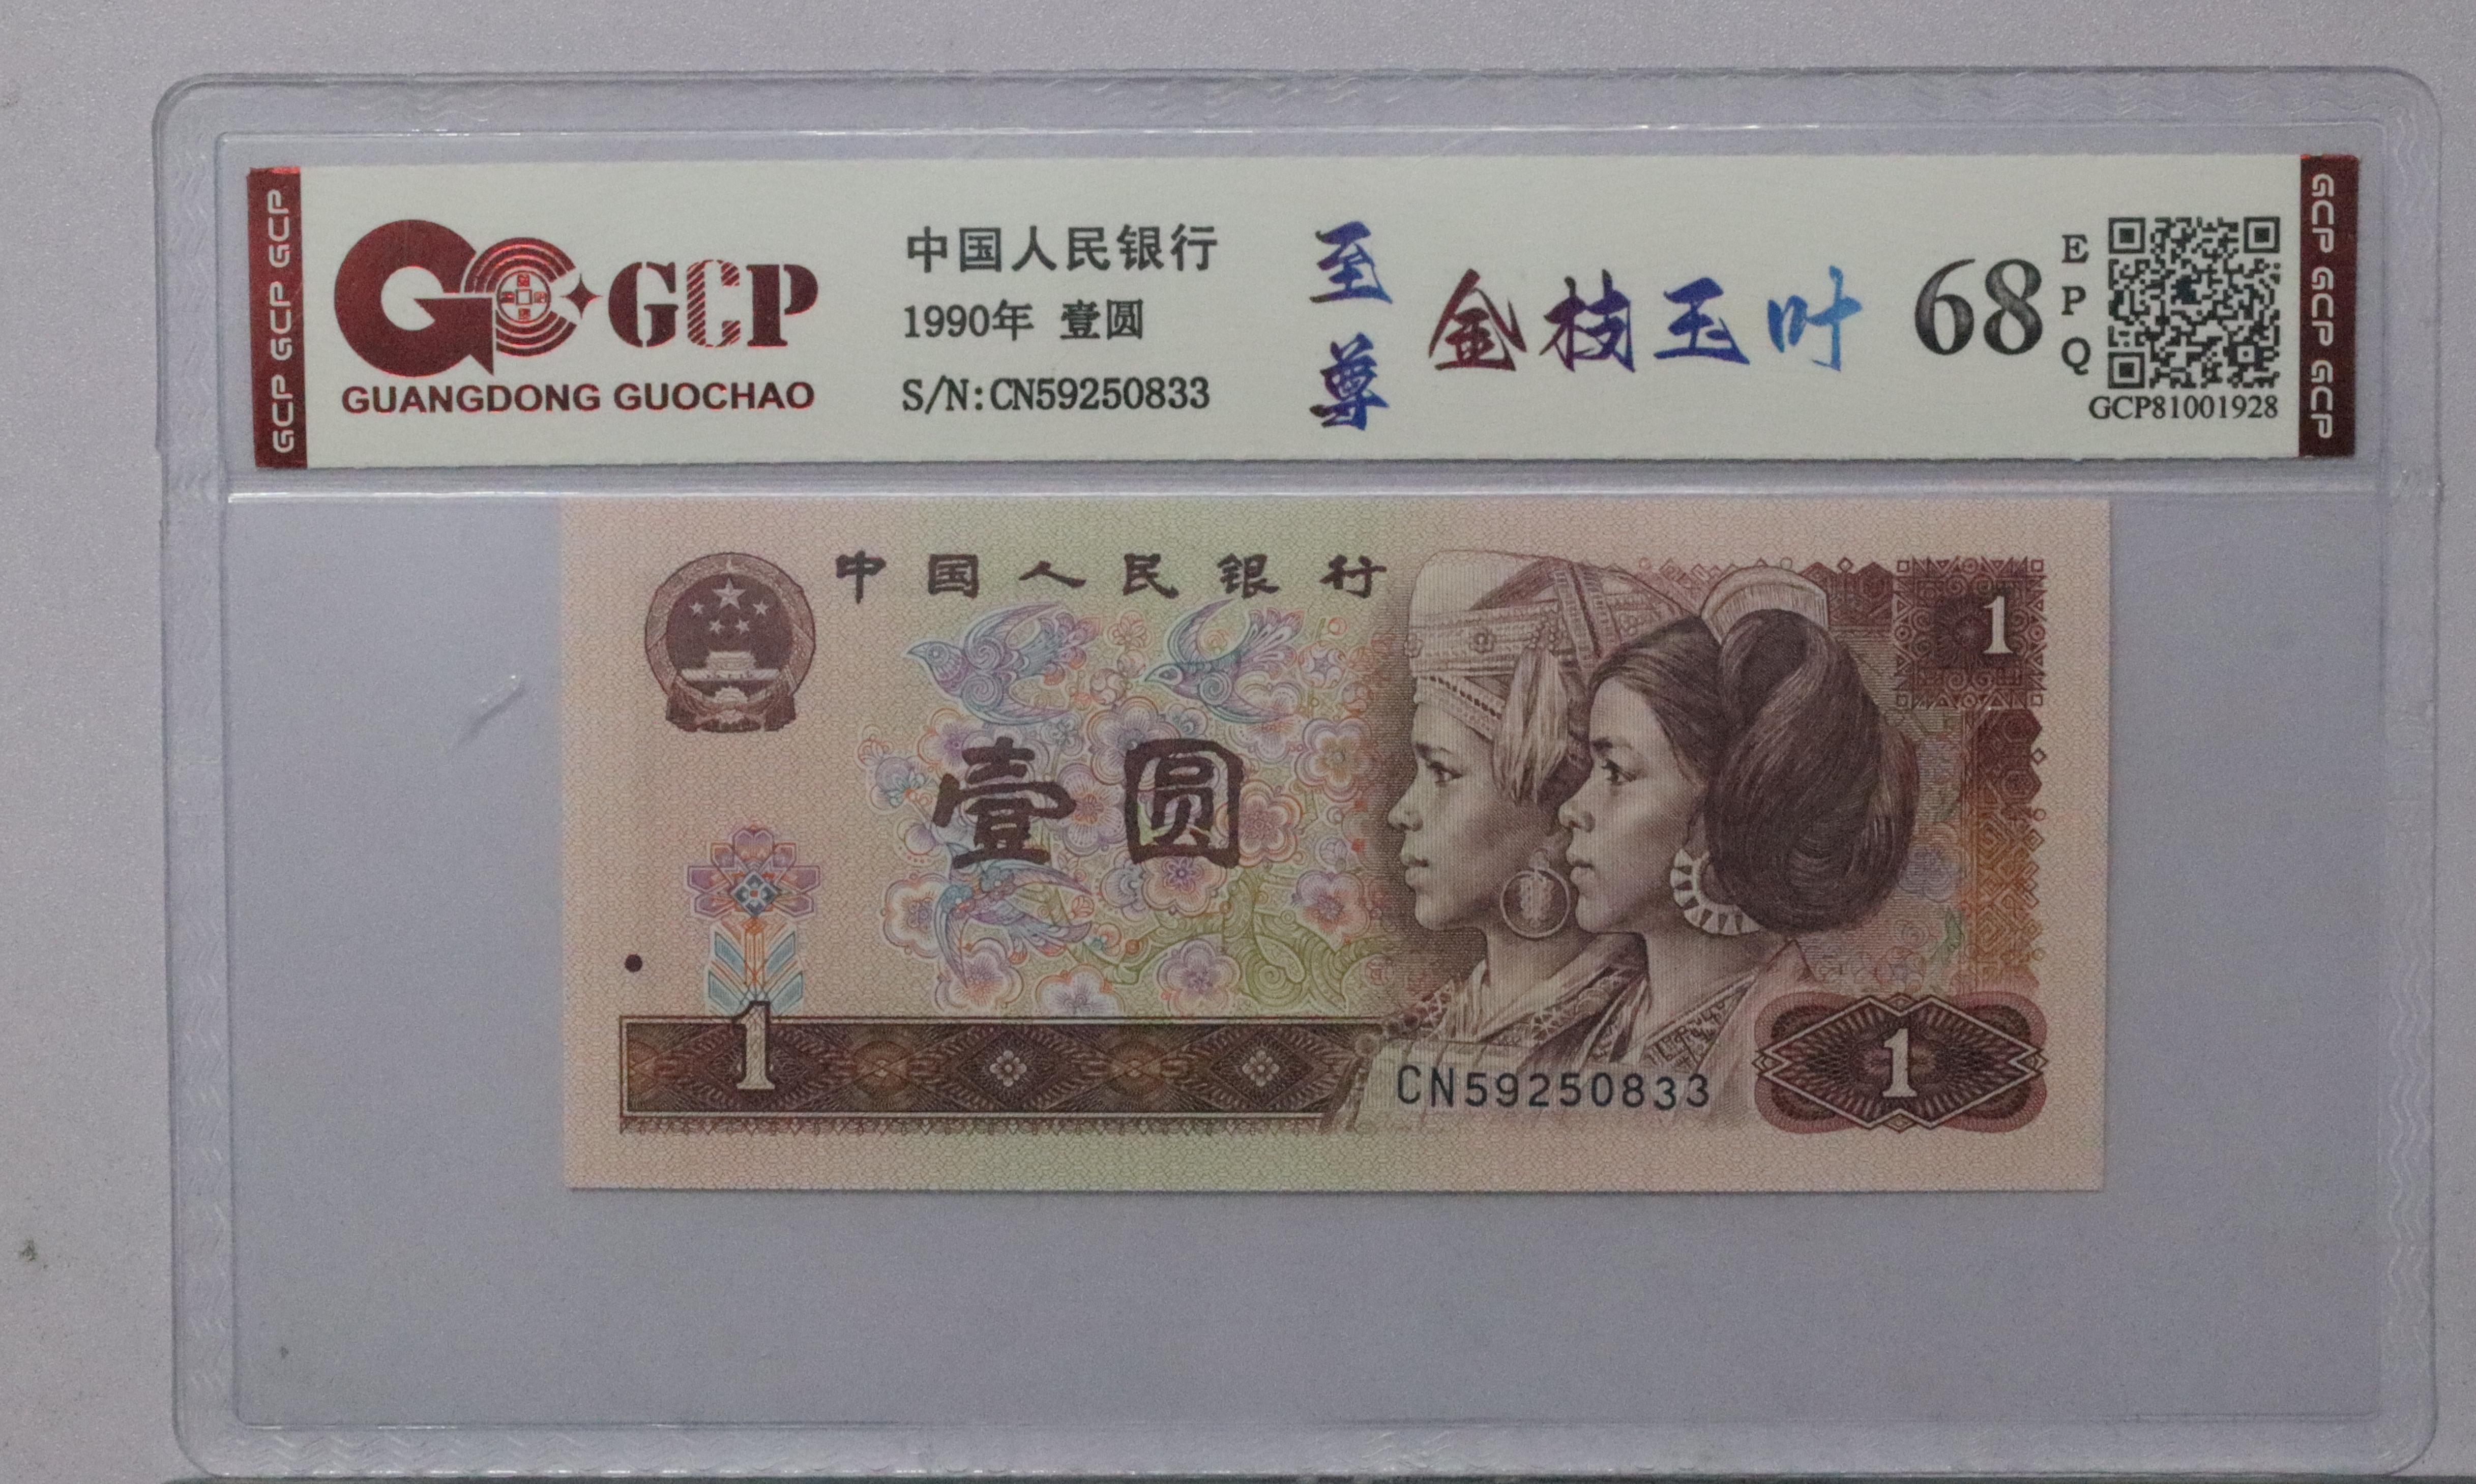 GCP GCP GCP
GCP
GUANGDONG GUOCHAO
中国人民银行
1990年 壹圆
S/N:CN59250833
至尊
金枝玉叶
68
EPQ
GCP81001928
GCP GCP GCP
中国人民银行
1
壹圆
1
CN59250833
1